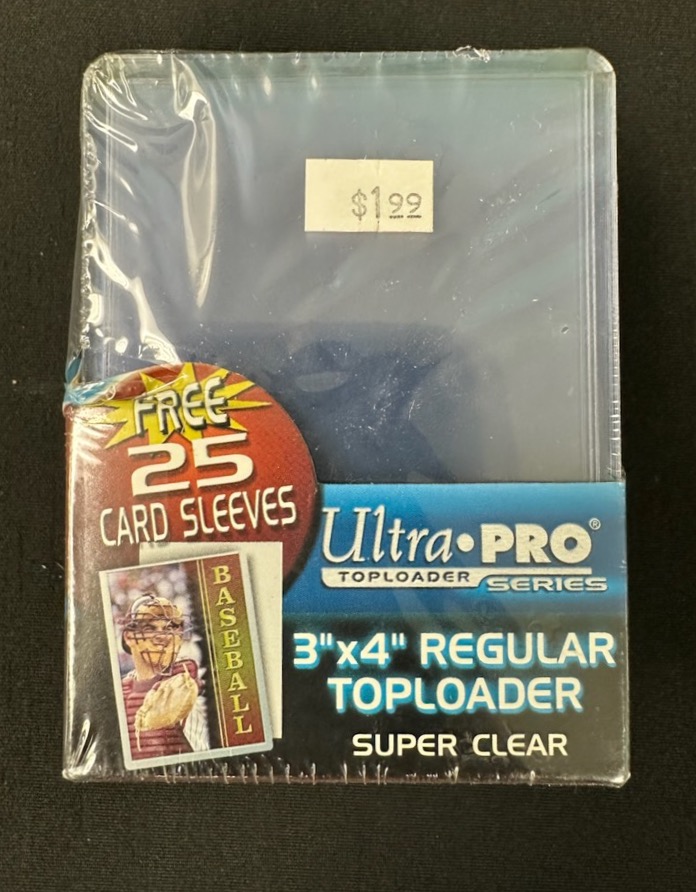 $1.99
FREE
25
CARD SLEEVES
BASEBALL
Ultra•PRO®
TOPLOADER SERIES
3"x4" REGULAR
TOPLOADER
SUPER CLEAR